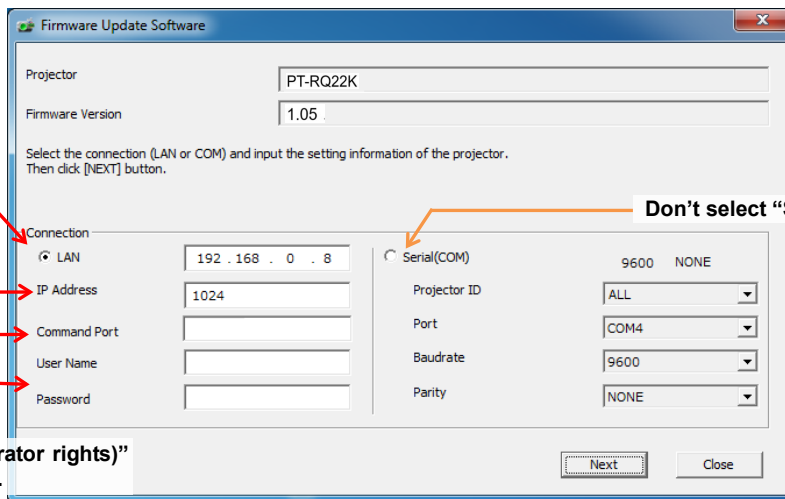 Firmware Update Software
Projector
PT-RQ22K
Firmware Version
1.05 .
Select the connection (LAN or COM) and input the setting information of the projector.
Then click [NEXT] button.
Don’t select “S
Connection
LAN
192 . 168 . 0 . 8
Serial(COM)
9600 NONE
IP Address
1024
Projector ID
ALL
Command Port
Port
COM4
User Name
Baudrate
9600
Password
Parity
NONE
rator rights)”
Next
Close